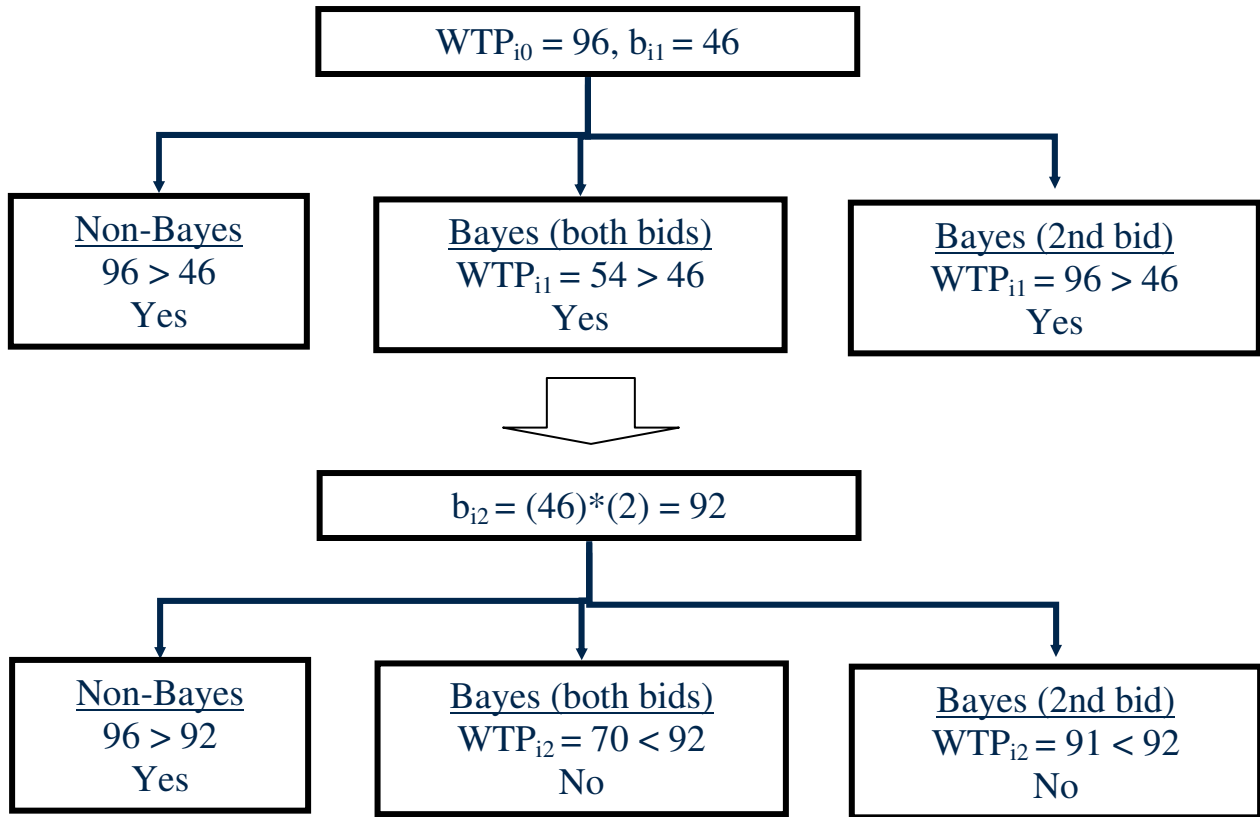 WTPi0 = 96, bi1 = 46
Non-Bayes
96 > 46
Yes
Bayes (both bids)
WTPi1 = 54 > 46
Yes
Bayes (2nd bid)
WTPi1 = 96 > 46
Yes
bi2 = (46)*(2) = 92
Non-Bayes
96 > 92
Yes
Bayes (both bids)
WTPi2 = 70 < 92
No
Bayes (2nd bid)
WTPi2 = 91 < 92
No